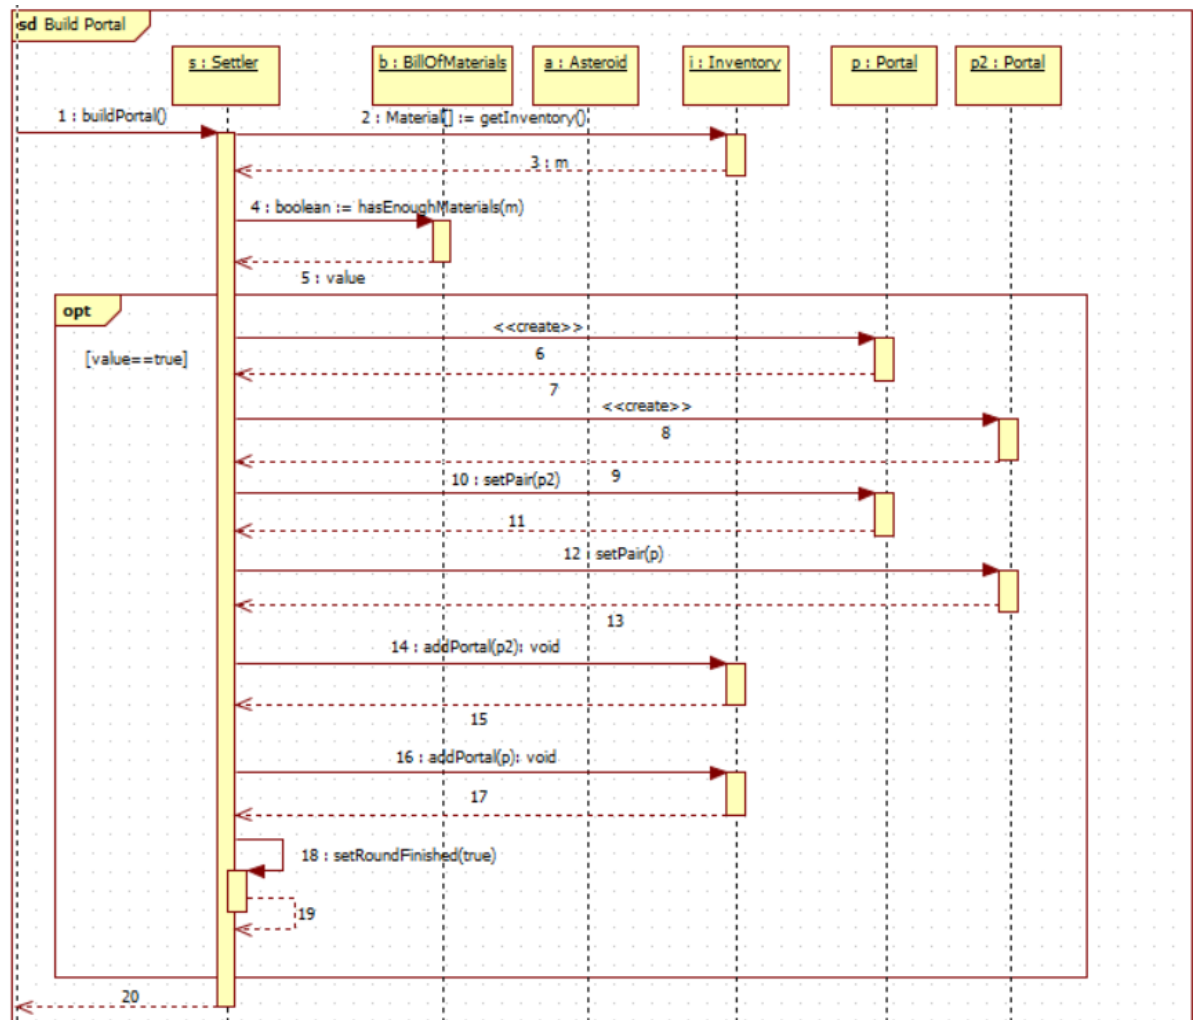 sd Build Portal
s : Settler
b : BillOfMaterials
a : Asteroid
i : Inventory
p : Portal
p2 : Portal
1 : buildPortal()
2 : Material[] := getInventory()
3 : m
4 : boolean := hasEnoughMaterials(m)
5 : value
opt
[value==true]
<<create>>
6
7
<<create>>
8
9
10 : setPair(p2)
11
12 : setPair(p)
13
14 : addPortal(p2): void
15
16 : addPortal(p): void
17
18 : setRoundFinished(true)
19
20